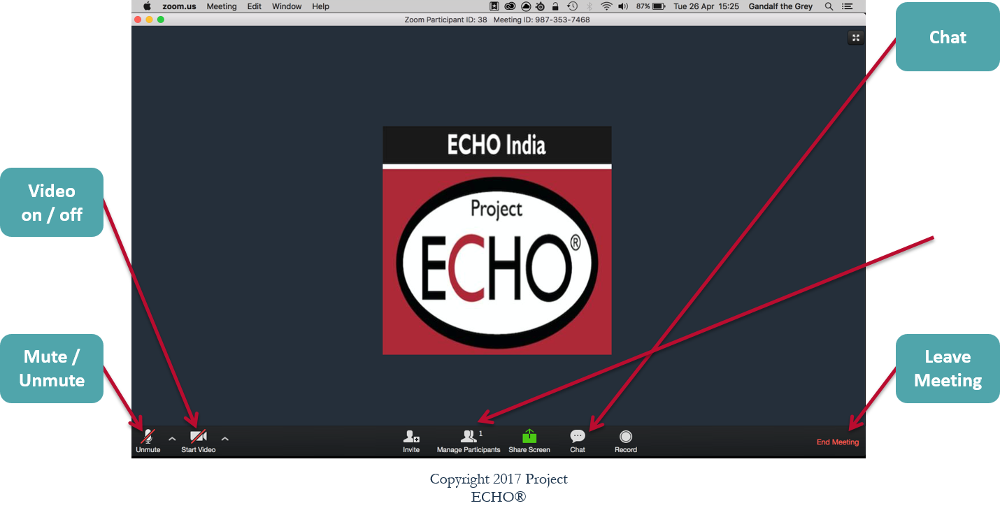 zoom.us Meeting Edit Window Help 87% Tue 26 Apr 15:25 Gandalf the Grey
Zoom Participant ID: 38 Meeting ID: 987-353-7468
Chat
ECHO India
Project
ECHO®
Video
on / off
Mute /
Unmute
Leave
Meeting
1
Unmute Start Video Invite Manage Participants Share Screen Chat Record End Meeting
Copyright 2017 Project
ECHO®